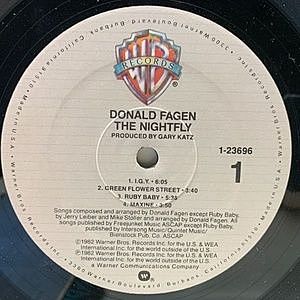 WB
RECORDS
DONALD FAGEN
THE NIGHTFLY
PRODUCED BY GARY KATZ
1-23696
1
1. I.G.Y. • 6:05
2. GREEN FLOWER STREET • 3:40
3. RUBY BABY • 5:38
4. MAXINE • 3:50
Songs composed and arranged by Donald Fagen except Ruby Baby,
by Jerry Leiber and Mike Stoller and arranged by Donald Fagen. All
songs published by Freejunket Music ASCAP except Ruby Baby,
published by Intersong Music/Quintet Music/
Bienstock Pub. Co. ASCAP
©1982 Warner Bros. Records Inc. for the U.S. & WEA
International Inc. for the world outside of the U.S.
℗1982 Warner Bros. Records Inc. for the U.S. & WEA
International Inc. for the world outside of the U.S.
a Warner Communications Company